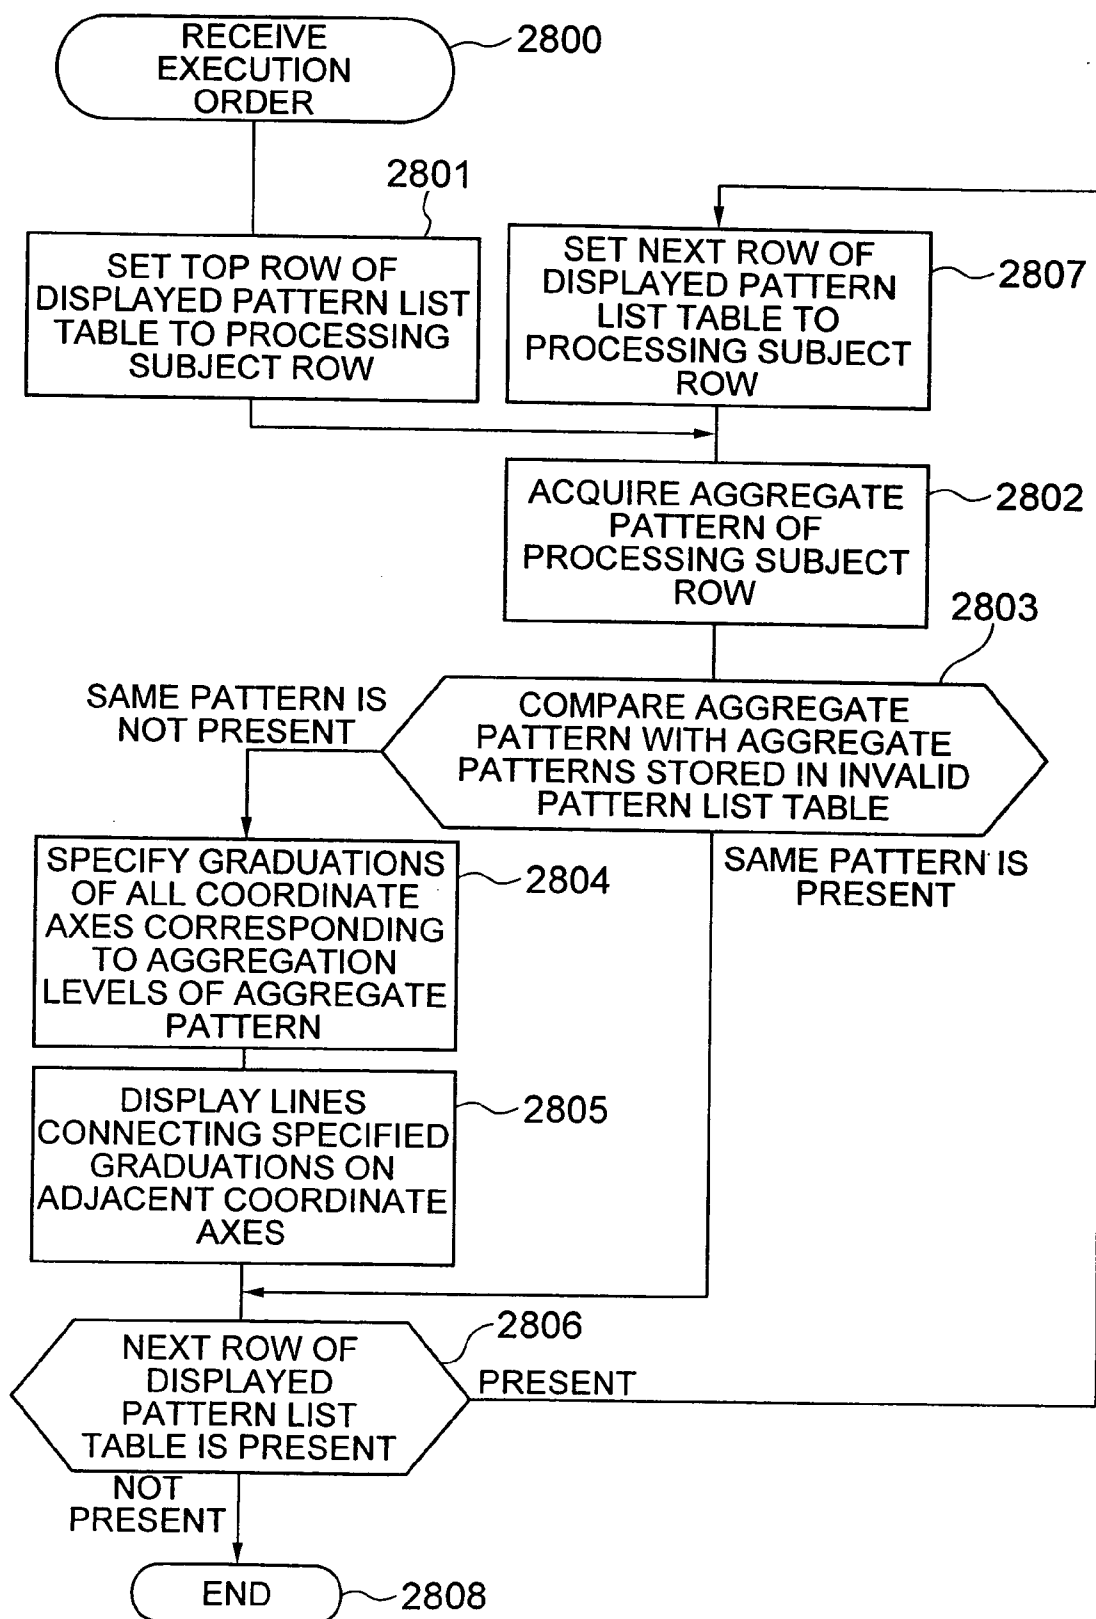 RECEIVE
EXECUTION
ORDER
2800
2801
SET TOP ROW OF
DISPLAYED PATTERN LIST
TABLE TO PROCESSING
SUBJECT ROW
SET NEXT ROW OF
DISPLAYED PATTERN
LIST TABLE TO
PROCESSING SUBJECT
ROW
2807
ACQUIRE AGGREGATE
PATTERN OF
PROCESSING SUBJECT
ROW
2802
2803
SAME PATTERN IS
NOT PRESENT
COMPARE AGGREGATE
PATTERN WITH AGGREGATE
PATTERNS STORED IN INVALID
PATTERN LIST TABLE
SAME PATTERN IS
PRESENT
SPECIFY GRADUATIONS
OF ALL COORDINATE
AXES CORRESPONDING
TO AGGREGATION
LEVELS OF AGGREGATE
PATTERN
2804
DISPLAY LINES
CONNECTING SPECIFIED
GRADUATIONS ON
ADJACENT COORDINATE
AXES
2805
2806
NEXT ROW OF
DISPLAYED
PATTERN LIST
TABLE IS PRESENT
PRESENT
NOT
PRESENT
END
2808